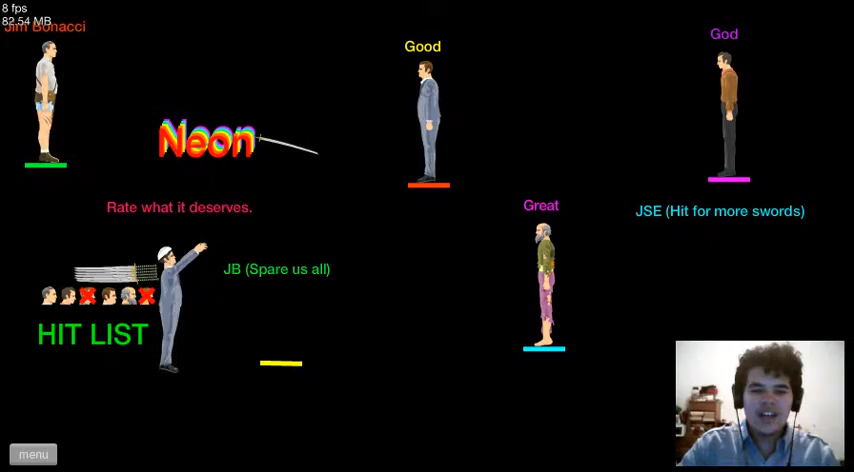 8 fps
82.54 MB
Jim Bonacci
Good
God
Neon
Rate what it deserves.
Great
JSE (Hit for more swords)
JB (Spare us all)
HIT LIST
menu